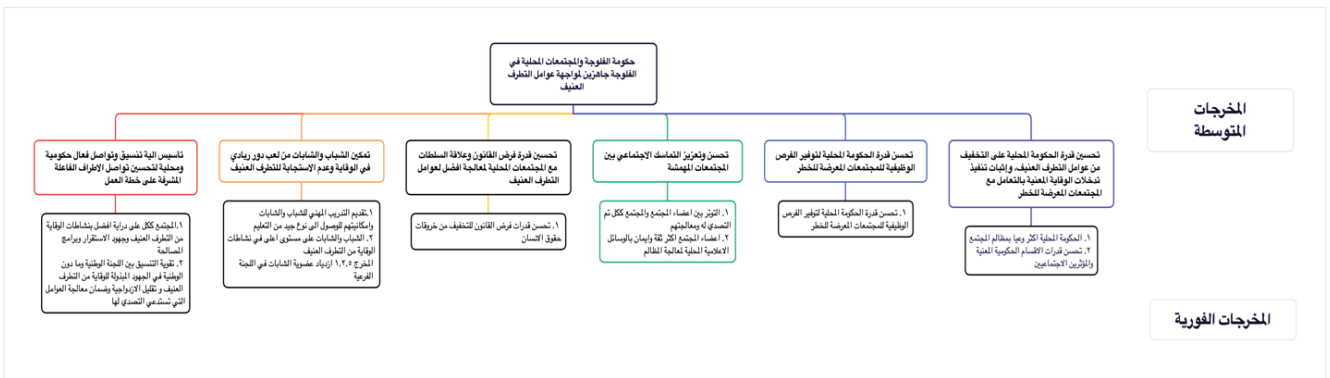 حكومة الفلوجة والمجتمعات المحلية في
الفلوجة جاهزين لمواجهة عوامل التطرف
العنيف
المخرجات
المتوسطة
تحسين قدرة الحكومة المحلية على التخفيف
من عوامل التطرف العنيف، وإثبات تنفيذ
تدخلات الوقاية المعنية بالتعامل مع
المجتمعات المعرضة للخطر
تحسن قدرة الحكومة المحلية لتوفير الفرص
الوظيفية للمجتمعات المعرضة للخطر
تحسن وتعزيز التماسك الاجتماعي بين
المجتمعات المهمشة
تحسين قدرة فرض القانون وعلاقة السلطات
مع المجتمعات المحلية لمعالجة افضل لعوامل
التطرف العنيف
تمكين الشباب والشابات من لعب دور ريادي
في الوقاية وعدم الاستجابة للتطرف العنيف
تأسيس الية تنسيق وتواصل فعال حكومية
ومحلية لتحسين تواصل الاطراف الفاعلة
المشرفة على خطة العمل
١. الحكومة المحلية اكثر وعيا بمظالم المجتمع
٢. تحسن قدرات الاقسام الحكومية المعنية
والمؤثرين الاجتماعيين
١. تحسن قدرة الحكومة المحلية لتوفير الفرص
الوظيفية للمجتمعات المعرضة للخطر
١. التوتر بين اعضاء المجتمع والمجتمع ككل تم
التصدي له ومعالجتهم
٢. اعضاء المجتمع اكثر ثقة وايمان بالوسائل
الاعلامية المحلية لمعالجة المظالم
١. تحسن قدرات فرض القانون للتخفيف من خروقات
حقوق الانسان
١.تقديم التدريب المهني للشباب والشابات
وامكانيتهم للوصول الى نوع جيد من التعليم
٢. الشباب والشابات على مستوى اعلى في نشاطات
الوقاية من التطرف العنيف
المخرج ١.٢.٥ ازدياد عضوية الشابات في اللجنة
الفرعية
١.المجتمع ككل على دراية افضل بنشاطات الوقاية
من التطرف العنيف وجهود الاستقرار وبرامج
المصالحة
٢. تقوية التنسيق بين اللجنة الوطنية وما دون
الوطنية في الجهود المبذولة للوقاية من التطرف
العنيف و تقليل الازدواجية وضمان معالجة العوامل
التي تستدعي التصدي لها
المخرجات الفورية